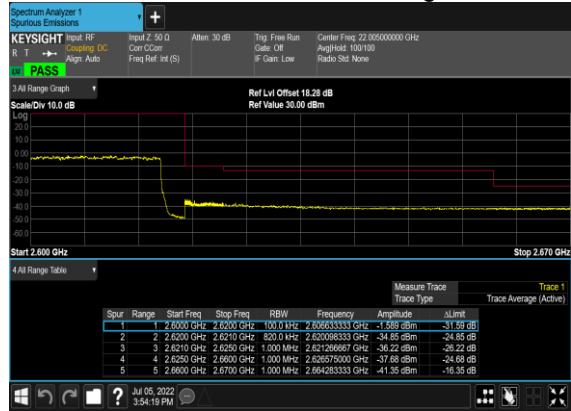 Spectrum Analyzer 1
Spurious Emissions
KEYSIGHT Input: RF Input Z: 50 Ω Atten: 30 dB Trig: Free Run Center Freq: 22.005000000 GHz
R T Coupling: DC Corr CCorr Gate: Off Avg|Hold: 100/100
Align: Auto Freq Ref: Int (S) IF Gain: Low Radio Std: None
PASS
3 All Range Graph Ref Lvl Offset 18.28 dB
Scale/Div 10.0 dB Ref Value 30.00 dBm
Log
20.0
10.0
0.00
-10.0
-20.0
-30.0
-40.0
-50.0
-60.0
Start 2.600 GHz Stop 2.670 GHz
4 All Range Table
Measure Trace Trace 1
Trace Type Trace Average (Active)
Spur Range Start Freq Stop Freq RBW Frequency Amplitude ΔLimit
1 1 2.6000 GHz 2.6200 GHz 100.0 kHz 2.606633333 GHz -1.589 dBm -31.59 dB
2 2 2.6200 GHz 2.6210 GHz 820.0 kHz 2.620098333 GHz -34.85 dBm -24.85 dB
3 3 2.6210 GHz 2.6250 GHz 1.000 MHz 2.621266667 GHz -36.22 dBm -26.22 dB
4 4 2.6250 GHz 2.6600 GHz 1.000 MHz 2.626575000 GHz -37.68 dBm -24.68 dB
5 5 2.6600 GHz 2.6700 GHz 1.000 MHz 2.664283333 GHz -41.35 dBm -16.35 dB
? Jul 05, 2022
3:54:19 PM